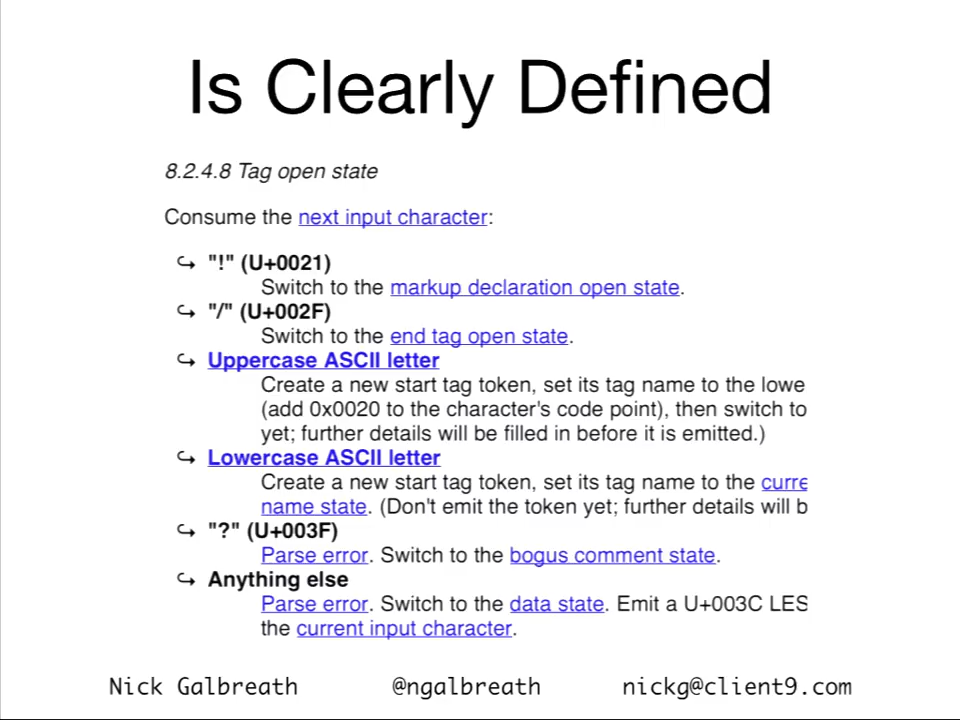 Is Clearly Defined
8.2.4.8 Tag open state
Consume the next input character:
↪ "!" (U+0021)
Switch to the markup declaration open state.
↪ "/" (U+002F)
Switch to the end tag open state.
↪ Uppercase ASCII letter
Create a new start tag token, set its tag name to the lowe
(add 0x0020 to the character's code point), then switch to
yet; further details will be filled in before it is emitted.)
↪ Lowercase ASCII letter
Create a new start tag token, set its tag name to the curre
name state. (Don't emit the token yet; further details will b
↪ "?" (U+003F)
Parse error. Switch to the bogus comment state.
↪ Anything else
Parse error. Switch to the data state. Emit a U+003C LES
the current input character.
Nick Galbreath @ngalbreath nickg@client9.com